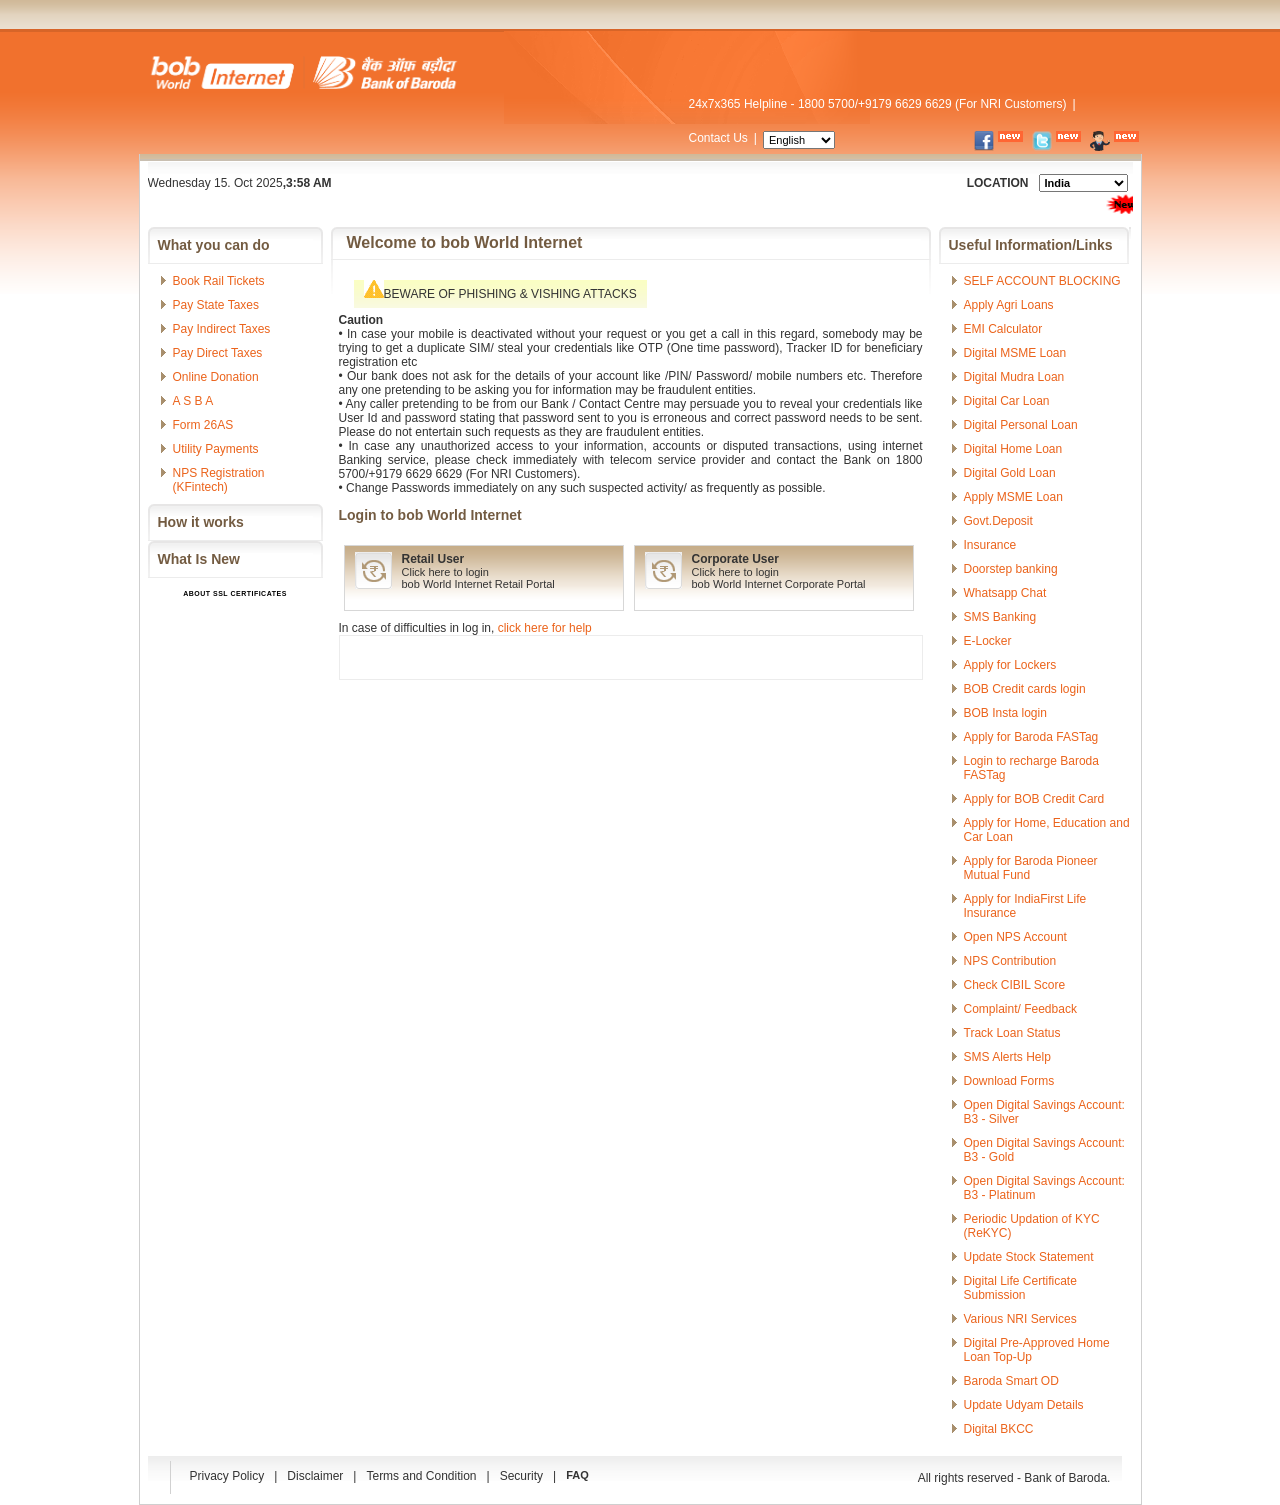 bob
World
Internet
बैंक ऑफ़ बड़ौदा
Bank of Baroda
24x7x365 Helpline - 1800 5700/+9179 6629 6629 (For NRI Customers) |
Contact Us | English
new new new
Wednesday 15. Oct 2025,3:58 AM
LOCATION India
New
What you can do
Book Rail Tickets
Pay State Taxes
Pay Indirect Taxes
Pay Direct Taxes
Online Donation
A S B A
Form 26AS
Utility Payments
NPS Registration
(KFintech)
How it works
What Is New
ABOUT SSL CERTIFICATES
Welcome to bob World Internet
BEWARE OF PHISHING & VISHING ATTACKS
Caution
• In case your mobile is deactivated without your request or you get a call in this regard, somebody may be
trying to get a duplicate SIM/ steal your credentials like OTP (One time password), Tracker ID for beneficiary
registration etc
• Our bank does not ask for the details of your account like /PIN/ Password/ mobile numbers etc. Therefore
any one pretending to be asking you for information may be fraudulent entities.
• Any caller pretending to be from our Bank / Contact Centre may persuade you to reveal your credentials like
User Id and password stating that password sent to you is erroneous and correct password needs to be sent.
Please do not entertain such requests as they are fraudulent entities.
• In case any unauthorized access to your information, accounts or disputed transactions, using internet
Banking service, please check immediately with telecom service provider and contact the Bank on 1800
5700/+9179 6629 6629 (For NRI Customers).
• Change Passwords immediately on any such suspected activity/ as frequently as possible.
Login to bob World Internet
Retail User
Click here to login
bob World Internet Retail Portal
Corporate User
Click here to login
bob World Internet Corporate Portal
In case of difficulties in log in, click here for help
Useful Information/Links
SELF ACCOUNT BLOCKING
Apply Agri Loans
EMI Calculator
Digital MSME Loan
Digital Mudra Loan
Digital Car Loan
Digital Personal Loan
Digital Home Loan
Digital Gold Loan
Apply MSME Loan
Govt.Deposit
Insurance
Doorstep banking
Whatsapp Chat
SMS Banking
E-Locker
Apply for Lockers
BOB Credit cards login
BOB Insta login
Apply for Baroda FASTag
Login to recharge Baroda
FASTag
Apply for BOB Credit Card
Apply for Home, Education and
Car Loan
Apply for Baroda Pioneer
Mutual Fund
Apply for IndiaFirst Life
Insurance
Open NPS Account
NPS Contribution
Check CIBIL Score
Complaint/ Feedback
Track Loan Status
SMS Alerts Help
Download Forms
Open Digital Savings Account:
B3 - Silver
Open Digital Savings Account:
B3 - Gold
Open Digital Savings Account:
B3 - Platinum
Periodic Updation of KYC
(ReKYC)
Update Stock Statement
Digital Life Certificate
Submission
Various NRI Services
Digital Pre-Approved Home
Loan Top-Up
Baroda Smart OD
Update Udyam Details
Digital BKCC
Privacy Policy | Disclaimer | Terms and Condition | Security | FAQ
All rights reserved - Bank of Baroda.